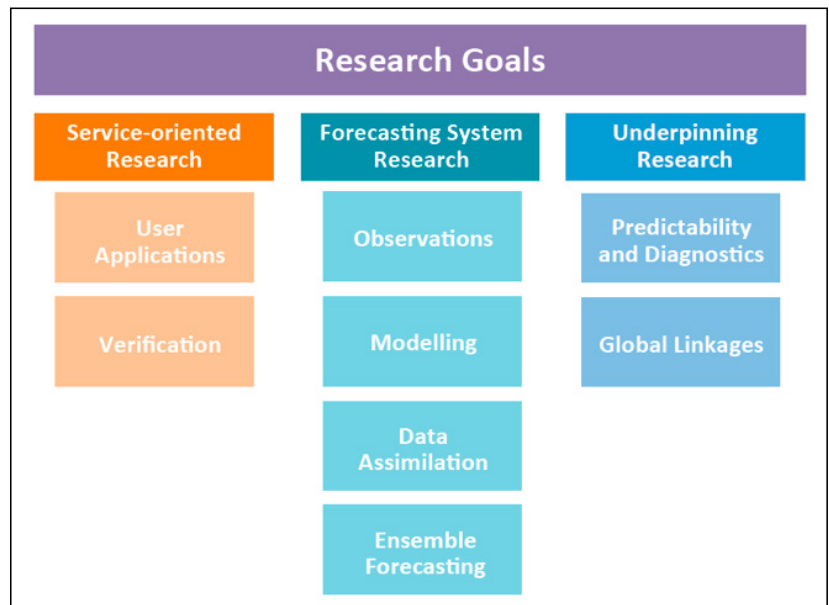 Research Goals
Service-oriented
Research
User
Applications
Verification
Forecasting System
Research
Observations
Modelling
Data
Assimilation
Ensemble
Forecasting
Underpinning
Research
Predictability
and Diagnostics
Global Linkages